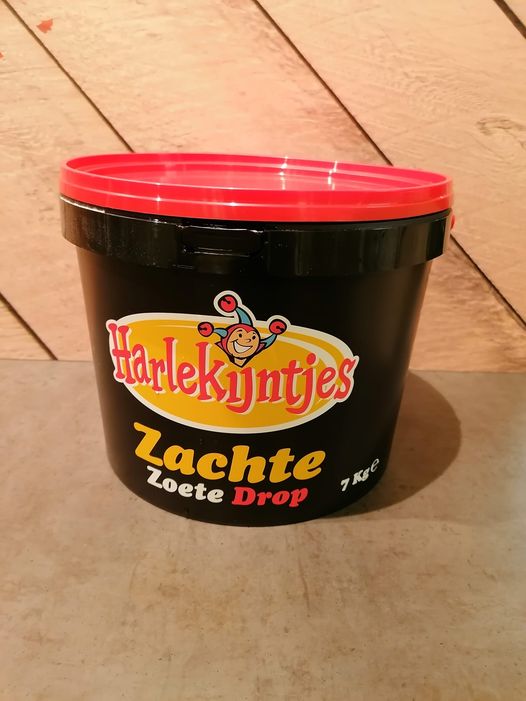 Harlekijntjes
Zachte
Zoete Drop
7 Kg ℮